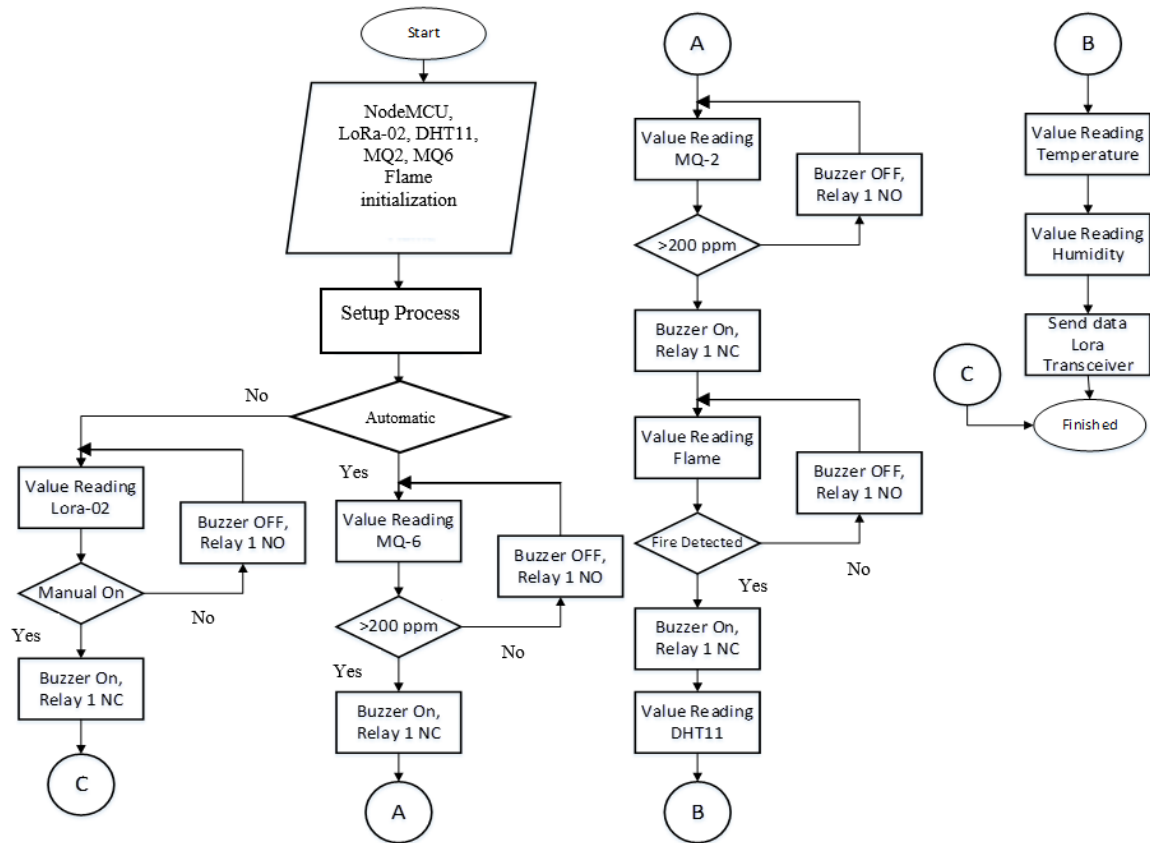 Start
NodeMCU,
LoRa-02, DHT11,
MQ2, MQ6
Flame
initialization
Setup Process
Automatic
No
Yes
Value Reading
Lora-02
Buzzer OFF,
Relay 1 NO
Manual On
No
Yes
Buzzer On,
Relay 1 NC
C
Value Reading
MQ-6
Buzzer OFF,
Relay 1 NO
>200 ppm
No
Yes
Buzzer On,
Relay 1 NC
A
A
Value Reading
MQ-2
Buzzer OFF,
Relay 1 NO
>200 ppm
Buzzer On,
Relay 1 NC
Value Reading
Flame
Buzzer OFF,
Relay 1 NO
Fire Detected
No
Yes
Buzzer On,
Relay 1 NC
Value Reading
DHT11
B
B
Value Reading
Temperature
Value Reading
Humidity
Send data
Lora
Transceiver
C
Finished